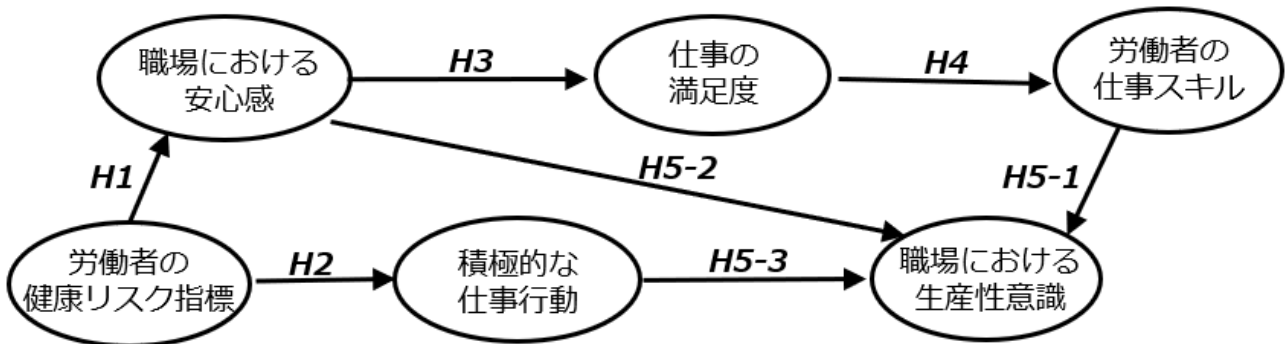 職場における
安心感
H3
仕事の
満足度
H4
労働者の
仕事スキル
H1
H5-2
H5-1
労働者の
健康リスク指標
H2
積極的な
仕事行動
H5-3
職場における
生産性意識